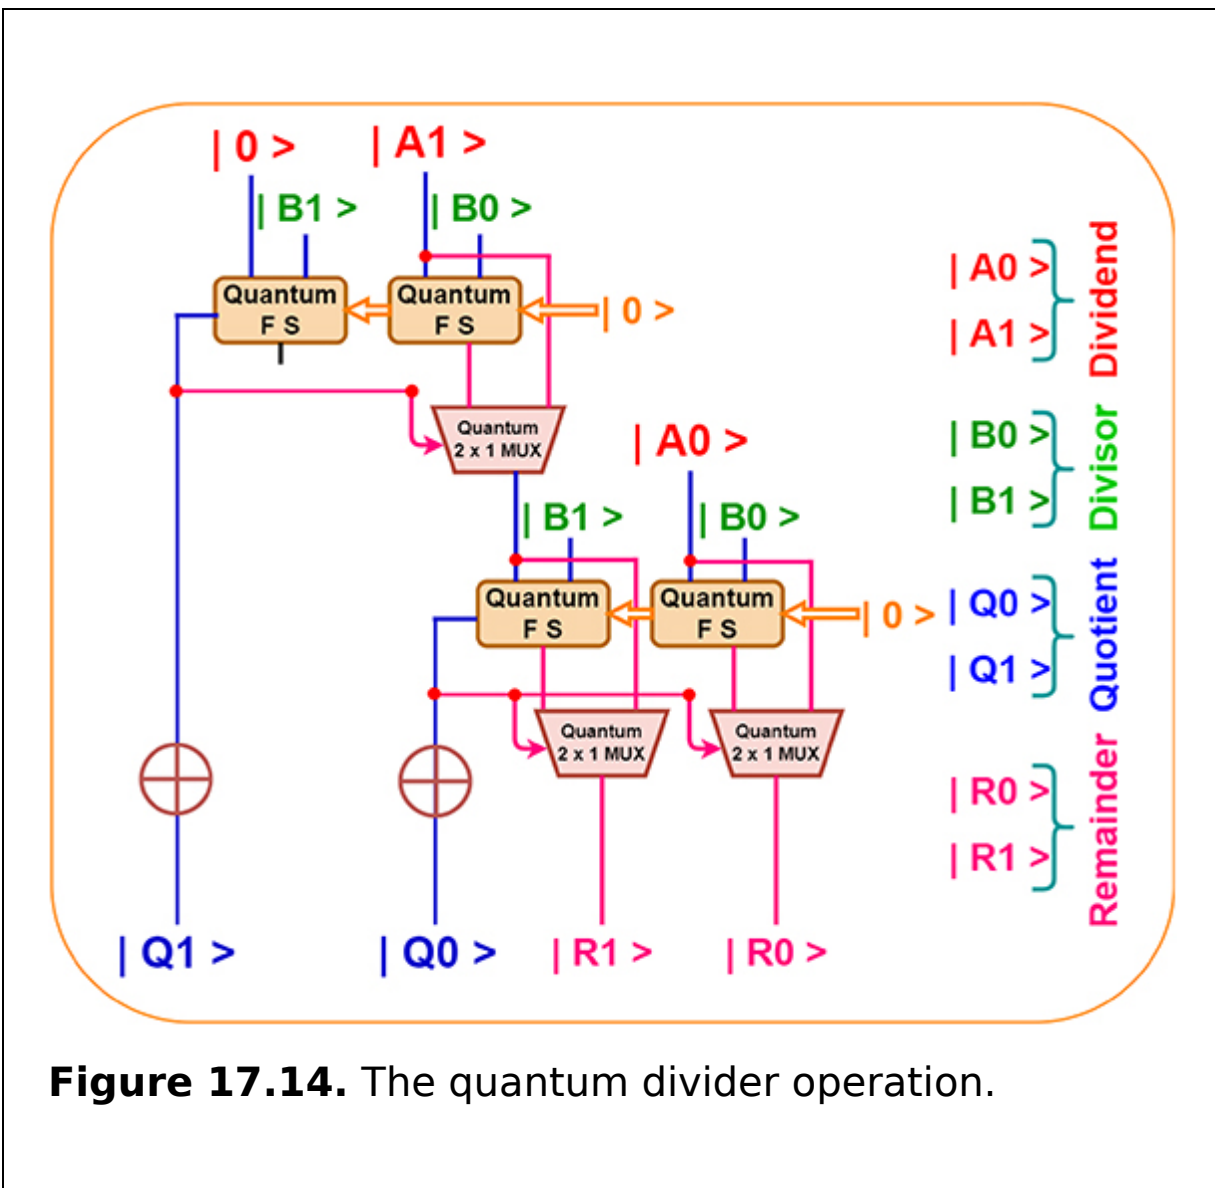 | 0 >
| A1 >
| B1 >
| B0 >
Quantum
F S
Quantum
F S
| 0 >
Quantum
2 x 1 MUX
| A0 >
| B1 >
| B0 >
Quantum
F S
Quantum
F S
| 0 >
Quantum
2 x 1 MUX
Quantum
2 x 1 MUX
| Q1 >
| Q0 >
| R1 >
| R0 >
| A0 >
| A1 >
Dividend
| B0 >
| B1 >
Divisor
| Q0 >
| Q1 >
Quotient
| R0 >
| R1 >
Remainder
Figure 17.14. The quantum divider operation.